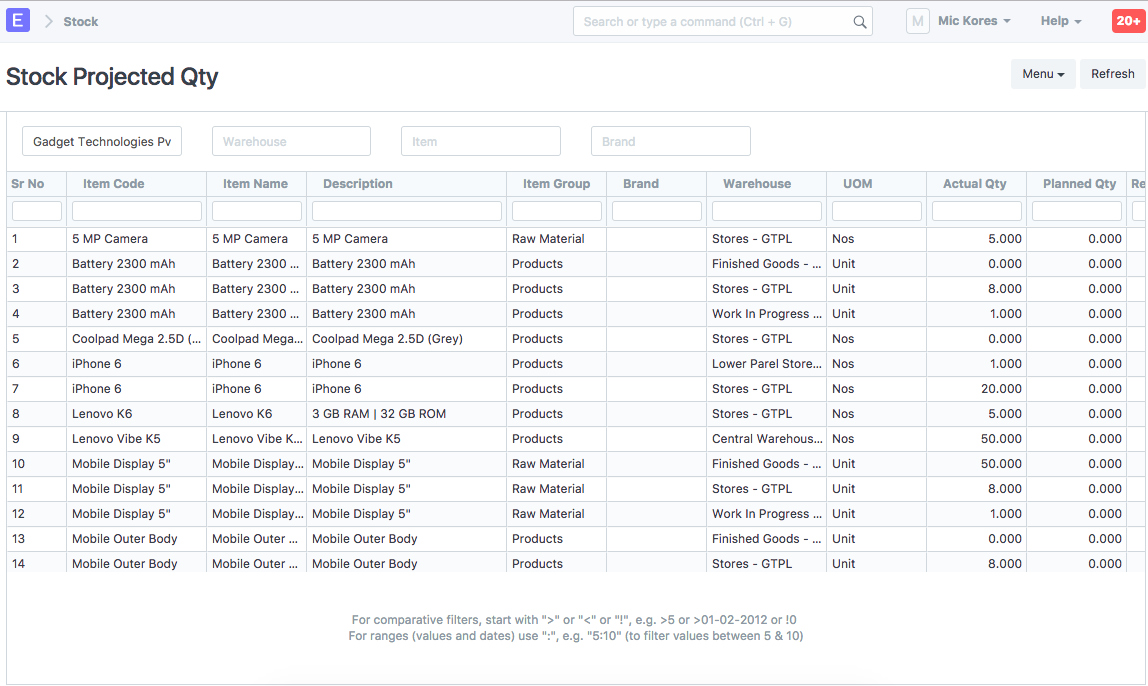 E Stock Search or type a command (Ctrl + G) M Mic Kores Help 20+
Stock Projected Qty Menu Refresh
Gadget Technologies Pv Warehouse Item Brand
Sr No Item Code Item Name Description Item Group Brand Warehouse UOM Actual Qty Planned Qty Re
1 5 MP Camera 5 MP Camera 5 MP Camera Raw Material Stores - GTPL Nos 5.000 0.000
2 Battery 2300 mAh Battery 2300 ... Battery 2300 mAh Products Finished Goods - ... Unit 0.000 0.000
3 Battery 2300 mAh Battery 2300 ... Battery 2300 mAh Products Stores - GTPL Unit 8.000 0.000
4 Battery 2300 mAh Battery 2300 ... Battery 2300 mAh Products Work In Progress ... Unit 1.000 0.000
5 Coolpad Mega 2.5D (... Coolpad Mega... Coolpad Mega 2.5D (Grey) Products Stores - GTPL Nos 0.000 0.000
6 iPhone 6 iPhone 6 iPhone 6 Products Lower Parel Store... Nos 1.000 0.000
7 iPhone 6 iPhone 6 iPhone 6 Products Stores - GTPL Nos 20.000 0.000
8 Lenovo K6 Lenovo K6 3 GB RAM | 32 GB ROM Products Stores - GTPL Nos 5.000 0.000
9 Lenovo Vibe K5 Lenovo Vibe K... Lenovo Vibe K5 Products Central Warehous... Nos 50.000 0.000
10 Mobile Display 5" Mobile Display... Mobile Display 5" Raw Material Finished Goods - ... Unit 50.000 0.000
11 Mobile Display 5" Mobile Display... Mobile Display 5" Raw Material Stores - GTPL Unit 8.000 0.000
12 Mobile Display 5" Mobile Display... Mobile Display 5" Raw Material Work In Progress ... Unit 1.000 0.000
13 Mobile Outer Body Mobile Outer ... Mobile Outer Body Products Finished Goods - ... Unit 0.000 0.000
14 Mobile Outer Body Mobile Outer ... Mobile Outer Body Products Stores - GTPL Unit 8.000 0.000
For comparative filters, start with ">" or "<" or "!", e.g. >5 or >01-02-2012 or !0
For ranges (values and dates) use ":", e.g. "5:10" (to filter values between 5 & 10)